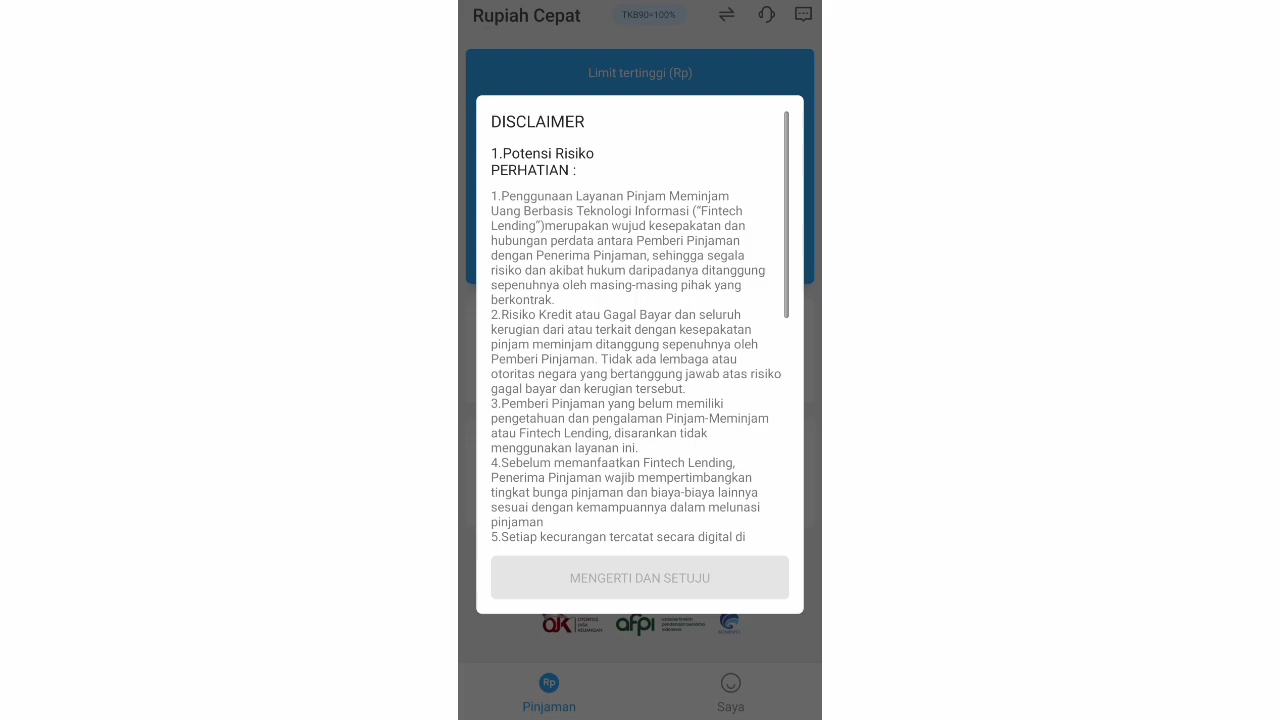 Rupiah Cepat
TKB90=100%
Limit tertinggi (Rp)
DISCLAIMER
1.Potensi Risiko
PERHATIAN :
1.Penggunaan Layanan Pinjam Meminjam
Uang Berbasis Teknologi Informasi (“Fintech
Lending”)merupakan wujud kesepakatan dan
hubungan perdata antara Pemberi Pinjaman
dengan Penerima Pinjaman, sehingga segala
risiko dan akibat hukum daripadanya ditanggung
sepenuhnya oleh masing-masing pihak yang
berkontrak.
2.Risiko Kredit atau Gagal Bayar dan seluruh
kerugian dari atau terkait dengan kesepakatan
pinjam meminjam ditanggung sepenuhnya oleh
Pemberi Pinjaman. Tidak ada lembaga atau
otoritas negara yang bertanggung jawab atas risiko
gagal bayar dan kerugian tersebut.
3.Pemberi Pinjaman yang belum memiliki
pengetahuan dan pengalaman Pinjam-Meminjam
atau Fintech Lending, disarankan tidak
menggunakan layanan ini.
4.Sebelum memanfaatkan Fintech Lending,
Penerima Pinjaman wajib mempertimbangkan
tingkat bunga pinjaman dan biaya-biaya lainnya
sesuai dengan kemampuannya dalam melunasi
pinjaman
5.Setiap kecurangan tercatat secara digital di
MENGERTI DAN SETUJU
OJK
JASA
KEUANGAN
afpi
Rp
Pinjaman
Saya